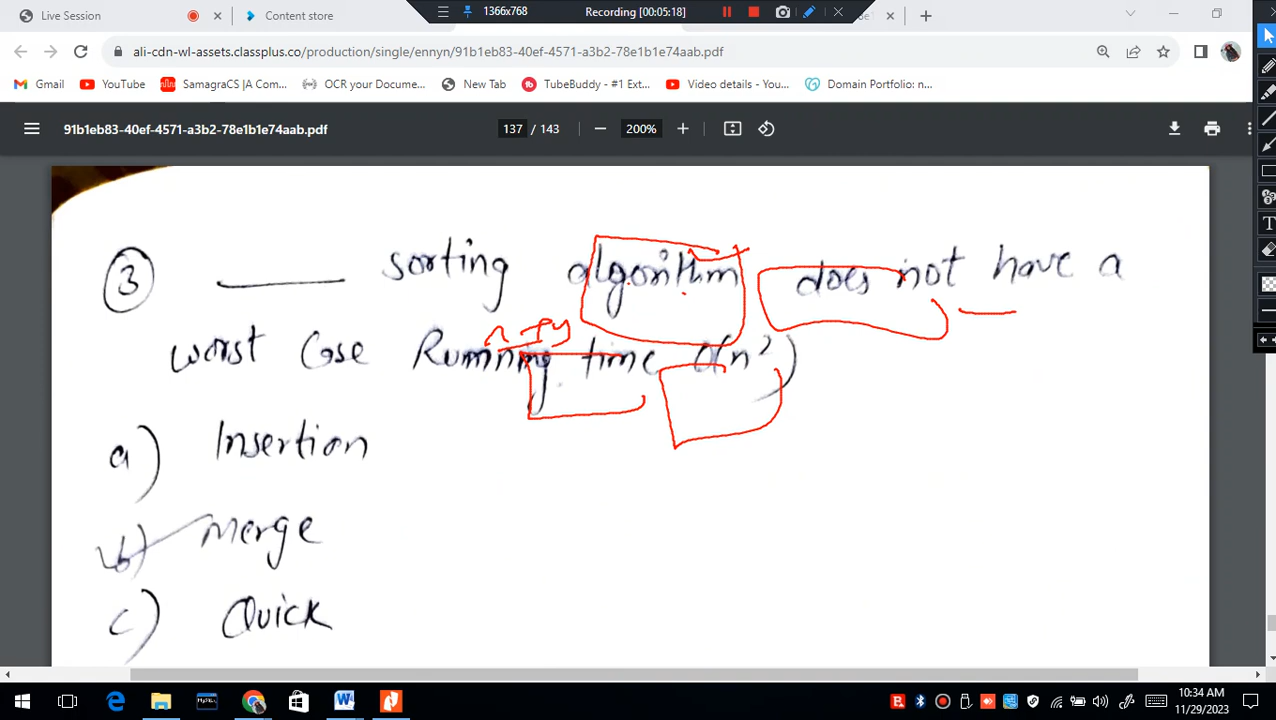 1366x768
Recording [00:05:18]
Live Session
Content store
ali-cdn-wl-assets.classplus.co/production/single/ennyn/91b1eb83-40ef-4571-a3b2-78e1b1e74aab.pdf
Gmail
YouTube
SamagraCS |A Com...
OCR your Docume...
New Tab
TubeBuddy - #1 Ext...
Video details - You...
Domain Portfolio: n...
91b1eb83-40ef-4571-a3b2-78e1b1e74aab.pdf
137 / 143
200%
③ ____ sorting algorithm does not have a
worst Case Running time O(n²)
a) Insertion
b) Merge
c) Quick
10:34 AM
11/29/2023